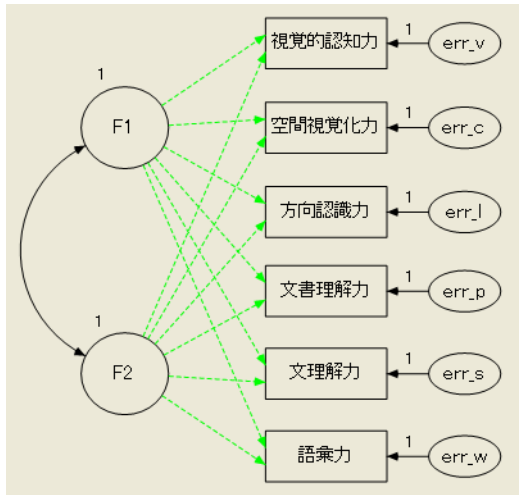 1
F1
1
F2
視覚的認知力
1
err_v
空間視覚化力
1
err_c
方向認識力
1
err_l
文書理解力
1
err_p
文理解力
1
err_s
語彙力
1
err_w